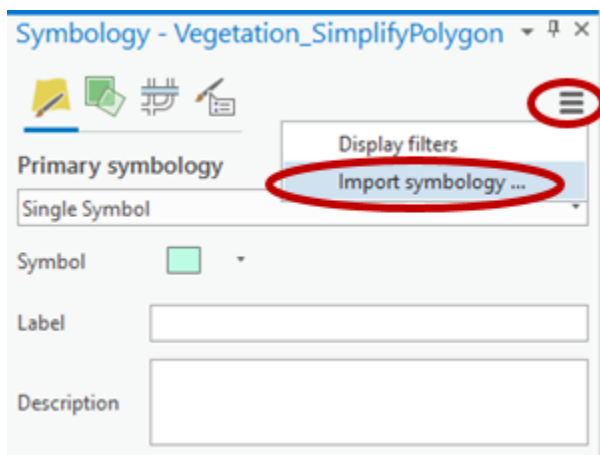 Symbology - Vegetation_SimplifyPolygon
Display filters
Primary symbology
Import symbology ...
Single Symbol
Symbol
Label
Description